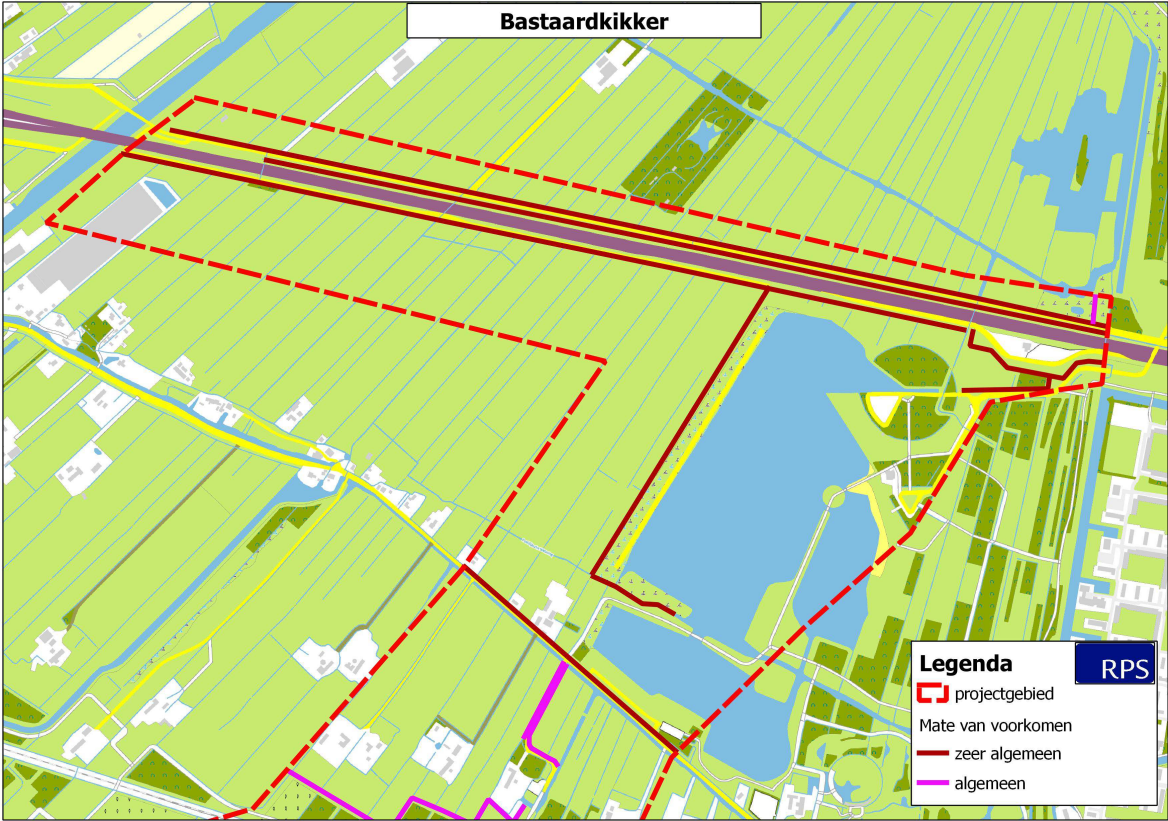 Bastaardkikker
Legenda
RPS
projectgebied
Mate van voorkomen
zeer algemeen
algemeen